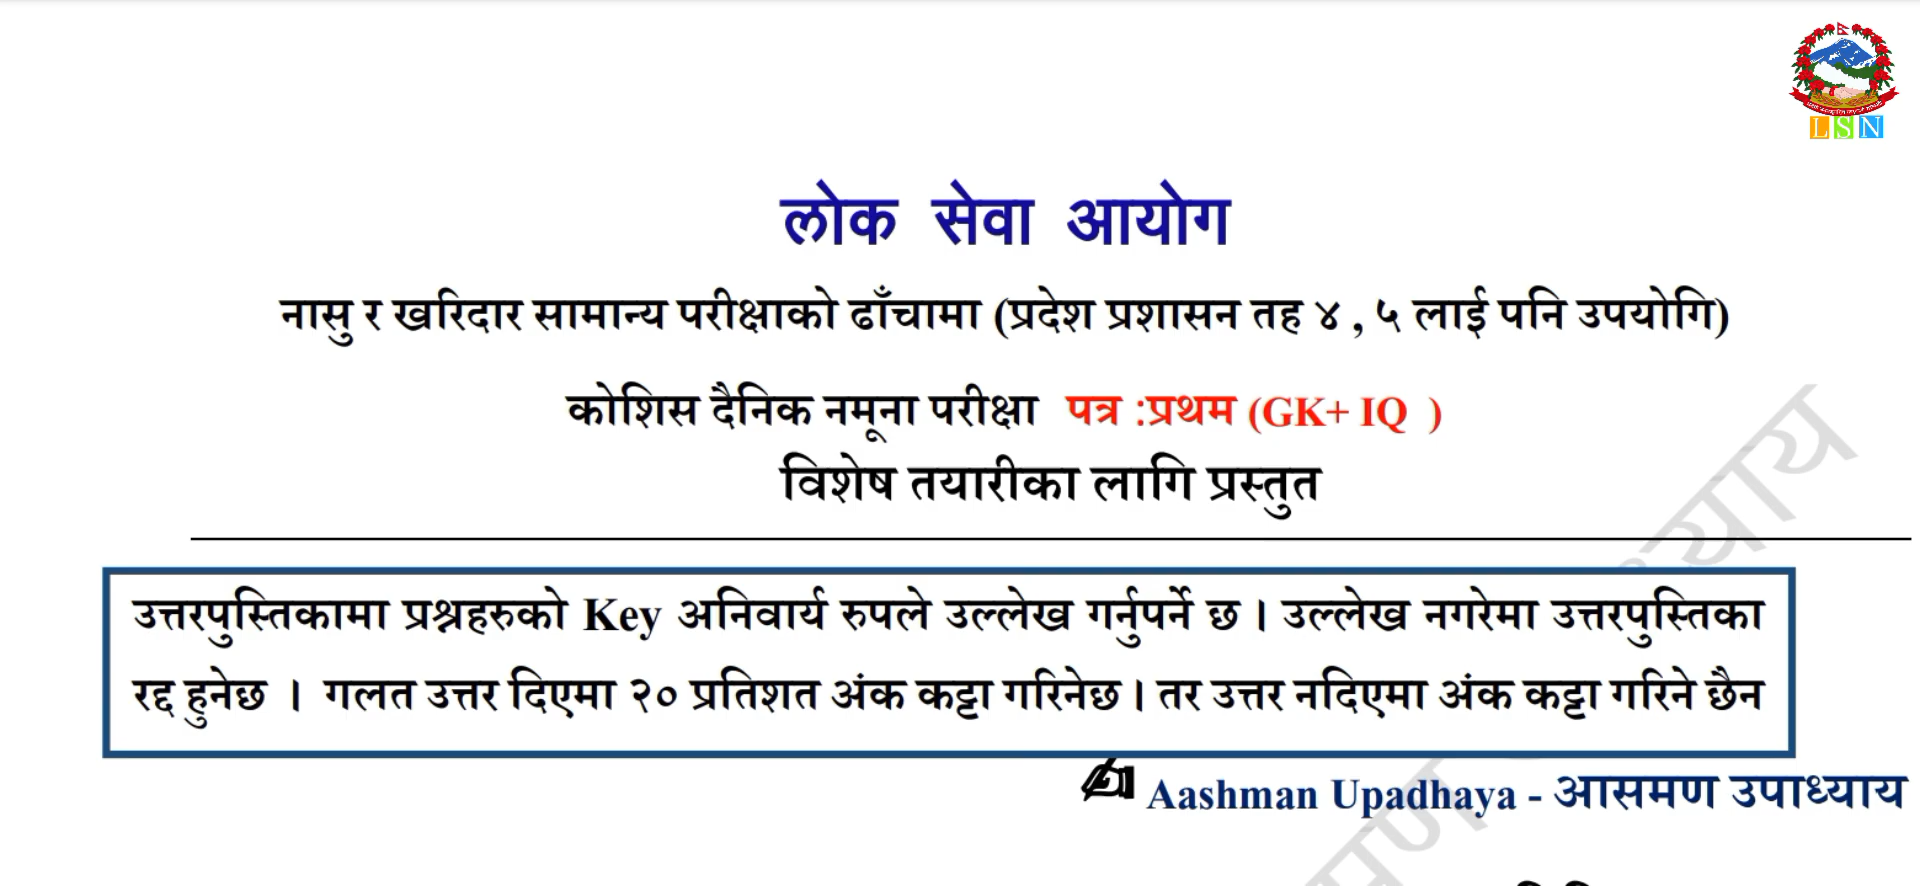 L S N
लोक सेवा आयोग
नासु र खरिदार सामान्य परीक्षाको ढाँचामा (प्रदेश प्रशासन तह ४ , ५ लाई पनि उपयोगि)
कोशिस दैनिक नमूना परीक्षा पत्र :प्रथम (GK+ IQ )
विशेष तयारीका लागि प्रस्तुत
उत्तरपुस्तिकामा प्रश्नहरुको Key अनिवार्य रुपले उल्लेख गर्नुपर्ने छ । उल्लेख नगरेमा उत्तरपुस्तिका
रद्द हुनेछ । गलत उत्तर दिएमा २० प्रतिशत अंक कट्टा गरिनेछ । तर उत्तर नदिएमा अंक कट्टा गरिने छैन
Aashman Upadhaya - आसमण उपाध्याय